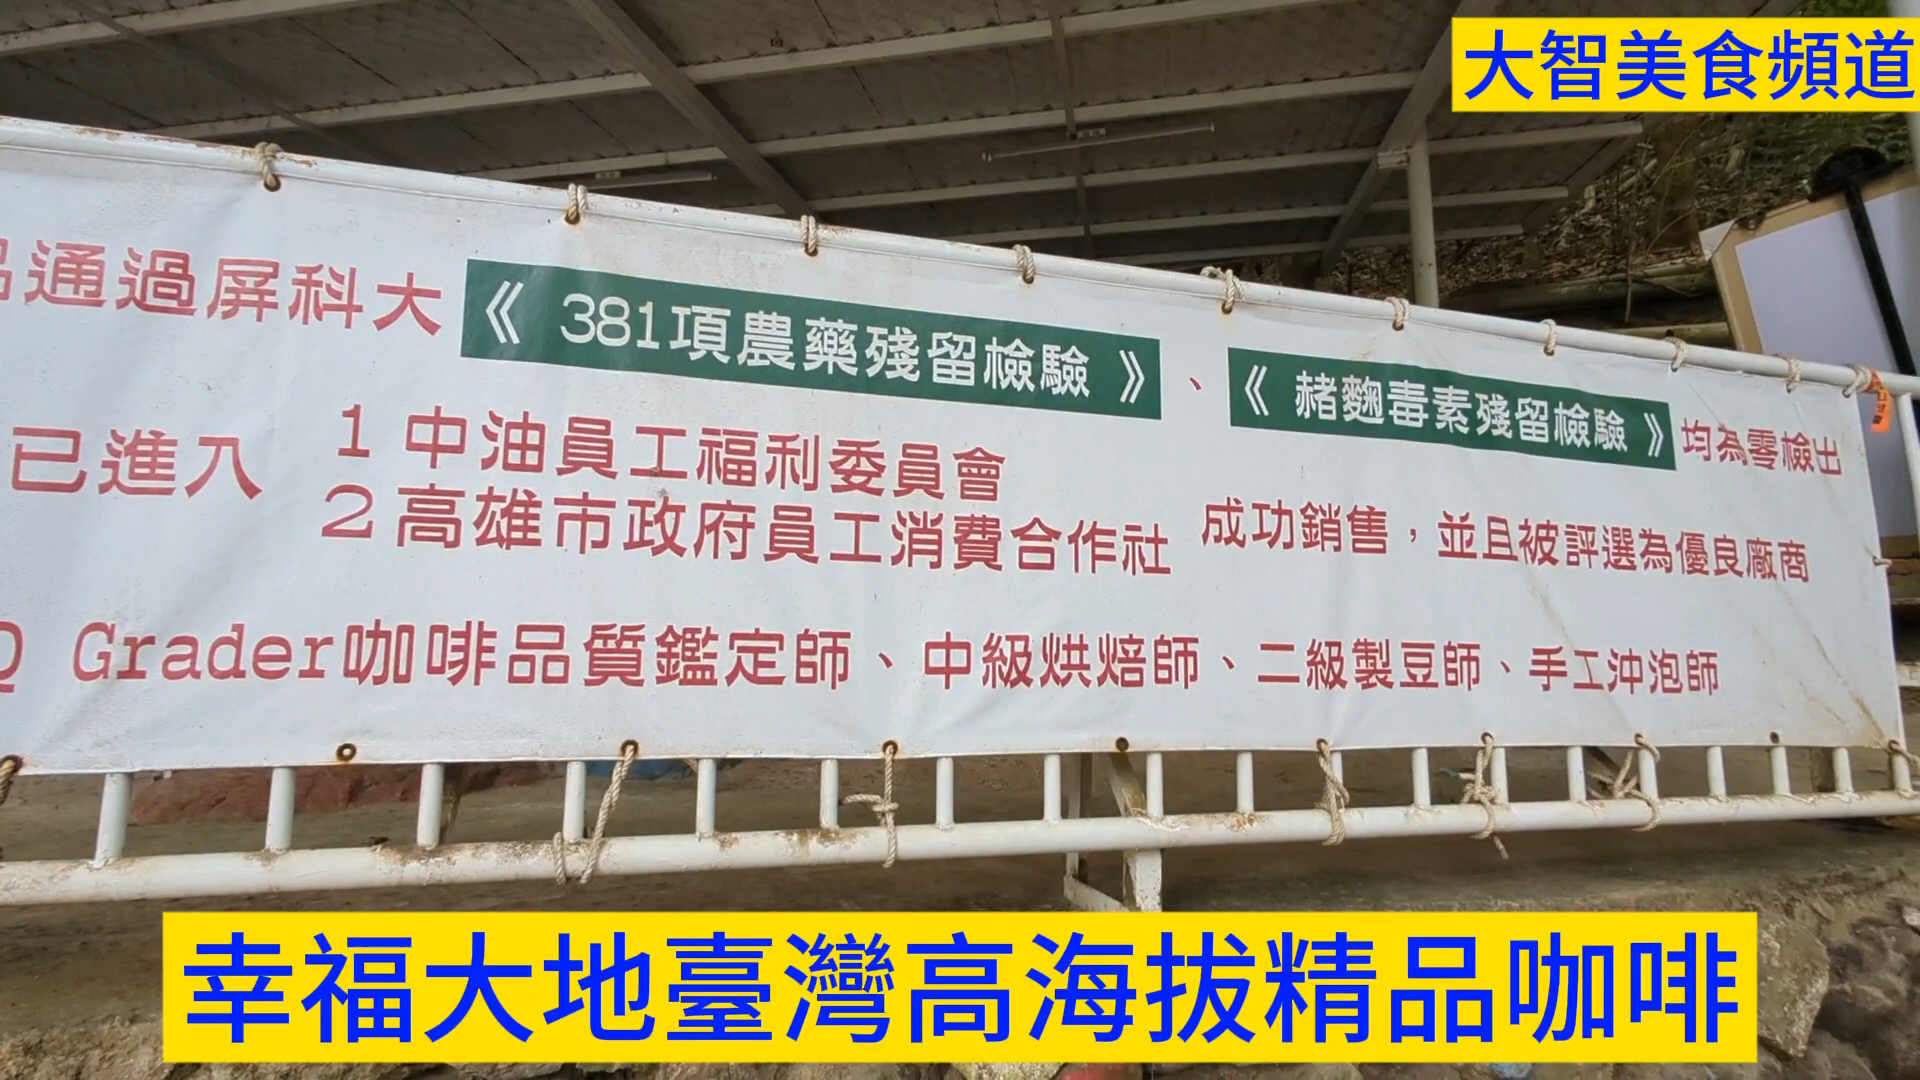 大智美食頻道
品通過屏科大《 381項農藥殘留檢驗 》、《 赭麴毒素殘留檢驗 》均為零檢出
已進入 1中油員工福利委員會
2高雄市政府員工消費合作社 成功銷售，並且被評選為優良廠商
Q Grader咖啡品質鑑定師、中級烘焙師、二級製豆師、手工沖泡師
幸福大地臺灣高海拔精品咖啡